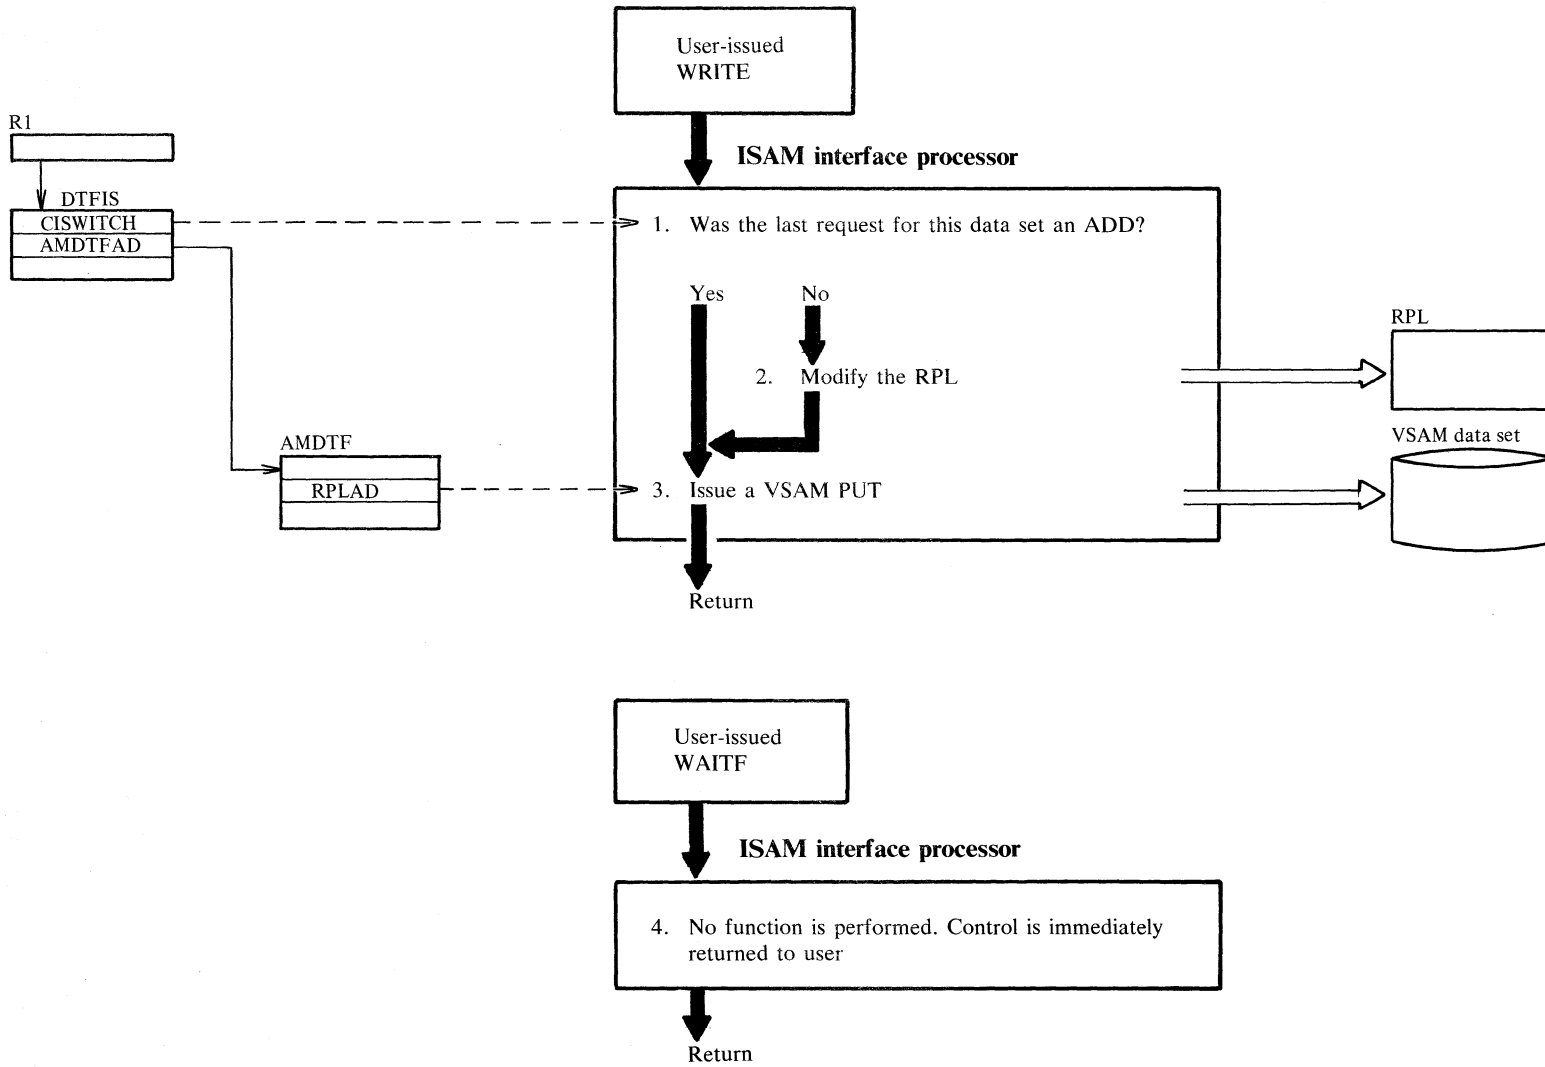 User-issued
WRITE
R1
ISAM interface processor
DTFIS
CISWITCH
AMDTFAD
1. Was the last request for this data set an ADD?
Yes No
RPL
2. Modify the RPL
VSAM data set
AMDTF
RPLAD
3. Issue a VSAM PUT
Return
User-issued
WAITF
ISAM interface processor
4. No function is performed. Control is immediately
returned to user
Return